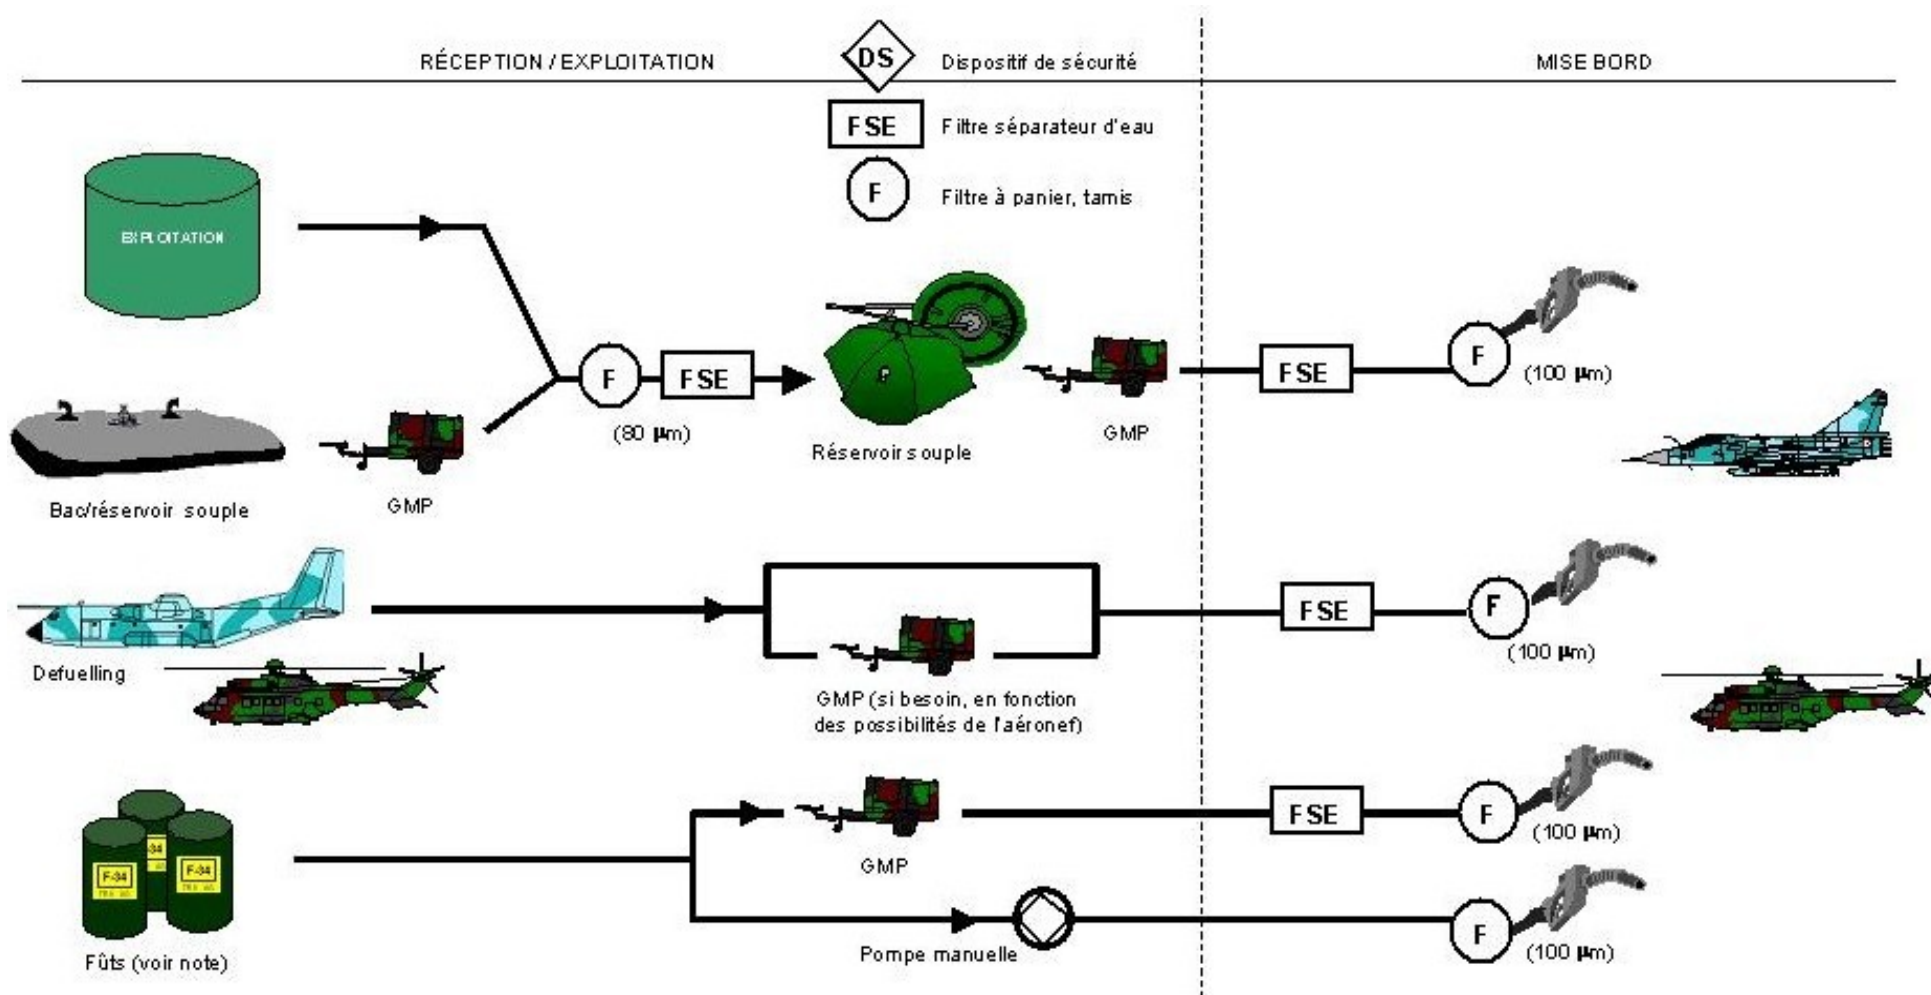 RÉCEPTION / EXPLOITATION
DS
Dispositif de sécurité
MISE BORD
FSE
Filtre séparateur d'eau
F
Filtre à panier, tamis
EXPLOITATION
F
FSE
(80 µm)
Réservoir souple
GMP
FSE
F
(100 µm)
Bac/réservoir souple
GMP
Defuelling
GMP (si besoin, en fonction
des possibilités de l'aéronef)
FSE
F
(100 µm)
F-34
F-34
Fûts (voir note)
GMP
FSE
F
(100 µm)
Pompe manuelle
F
(100 µm)